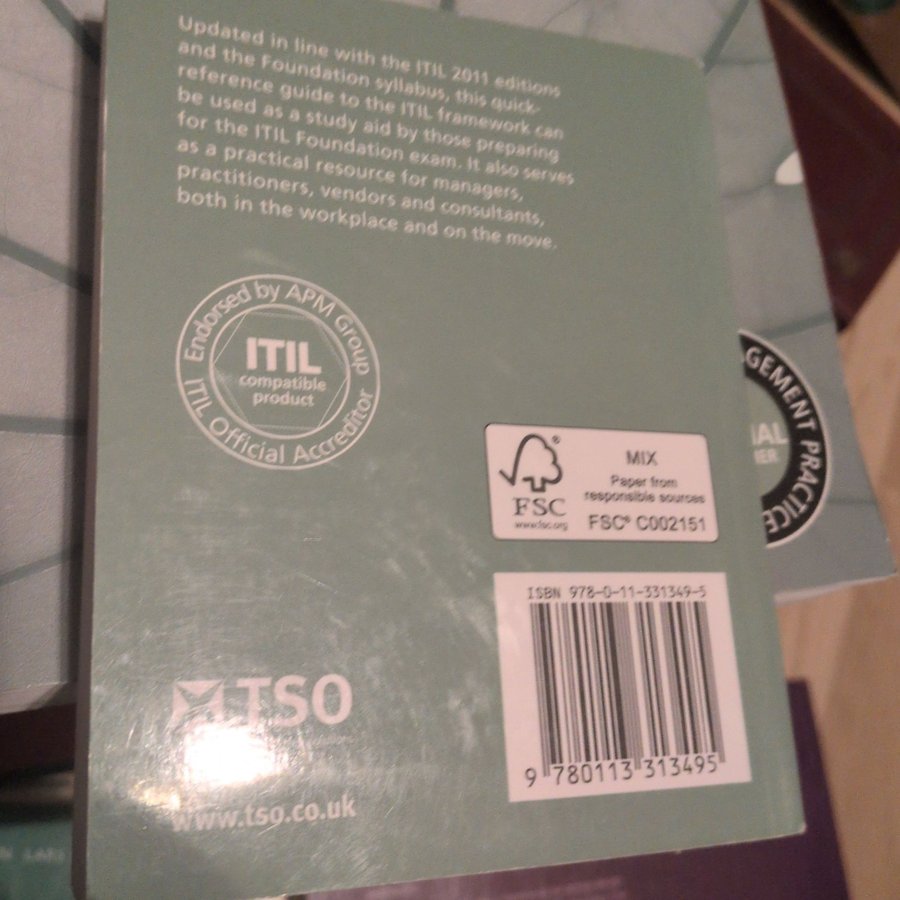 Updated in line with the ITIL 2011 editions
and the Foundation syllabus, this quick-
reference guide to the ITIL framework can
be used as a study aid by those preparing
for the ITIL Foundation exam. It also serves
as a practical resource for managers,
practitioners, vendors and consultants,
both in the workplace and on the move.
Endorsed by APM Group
ITIL
compatible
product
ITIL Official Accreditor
GEMENT PRACTICE
IAL
IER
®
MIX
Paper from
responsible sources
FSC
www.fsc.org
FSC® C002151
ISBN 978-0-11-331349-5
9 780113 313495
TSO
www.tso.co.uk